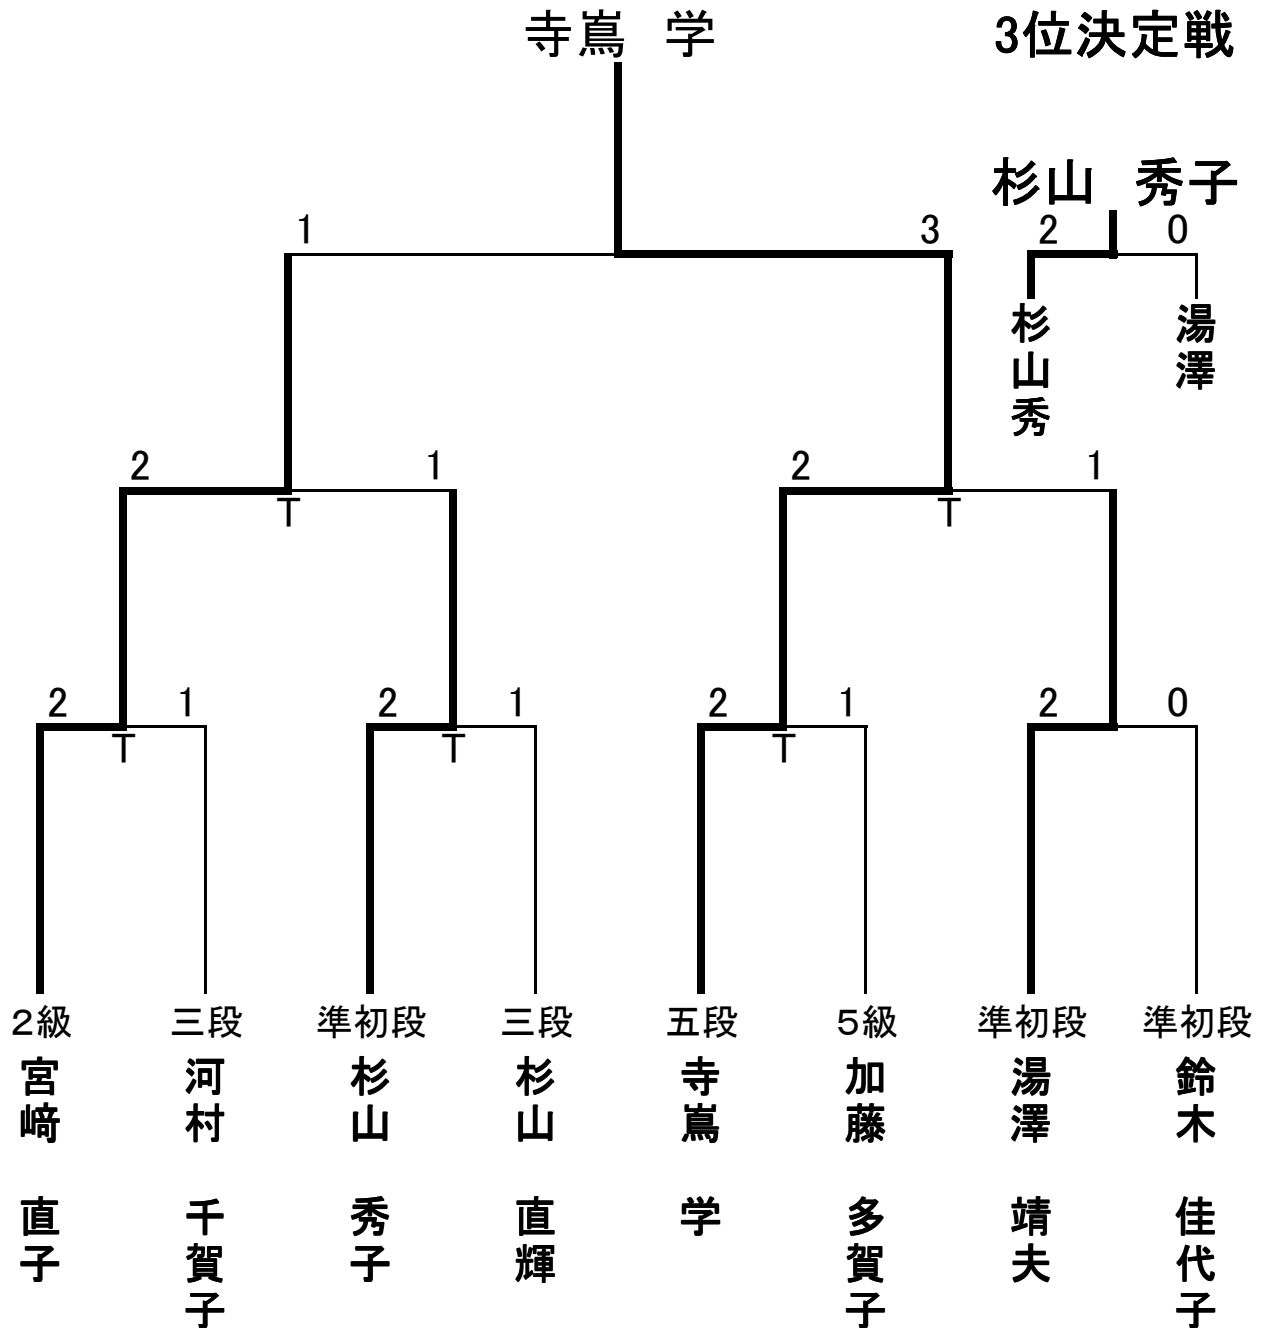 寺嶌　学
3位決定戦
杉山　秀子
1
3
2
0
杉山秀
湯澤
2
1
2
1
T
T
2
1
2
1
2
1
2
0
T
T
T
2級
三段
準初段
三段
五段
5級
準初段
準初段
宮﨑　直子
河村　千賀子
杉山　秀子
杉山　直輝
寺嶌　学
加藤　多賀子
湯澤　靖夫
鈴木　佳代子